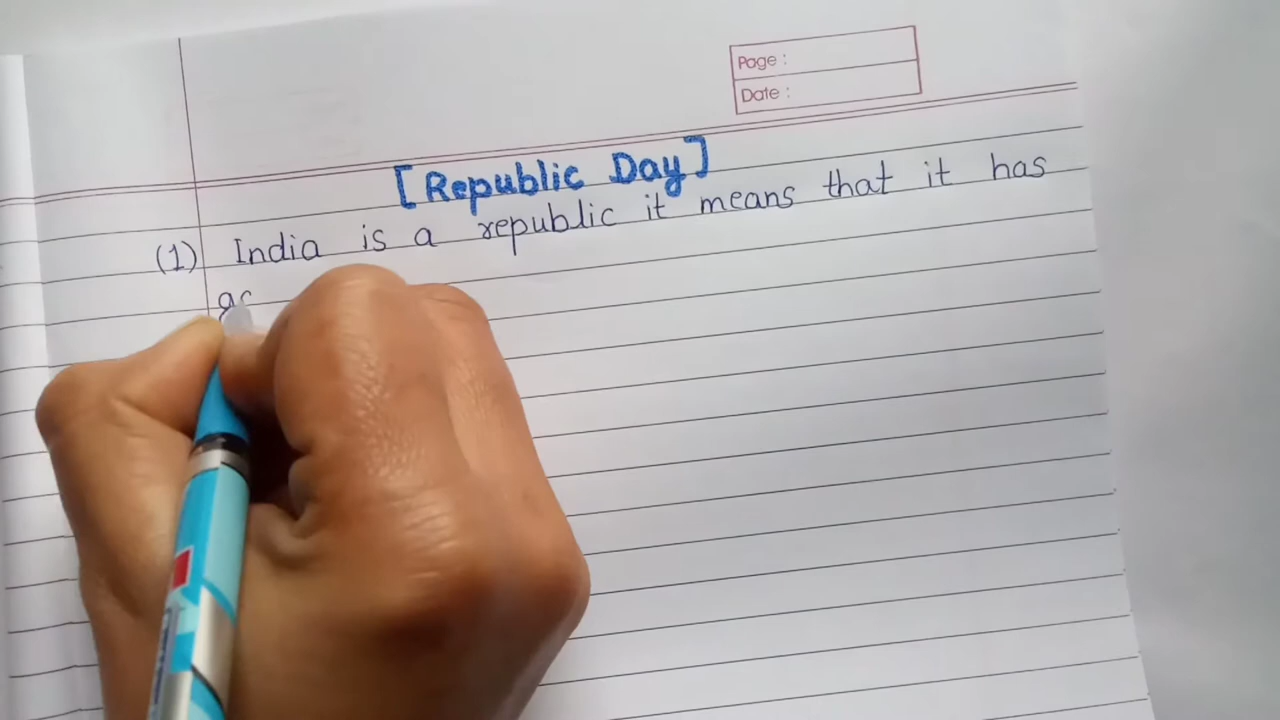 Page :
Date :
[Republic Day]
(1) India is a republic it means that it has